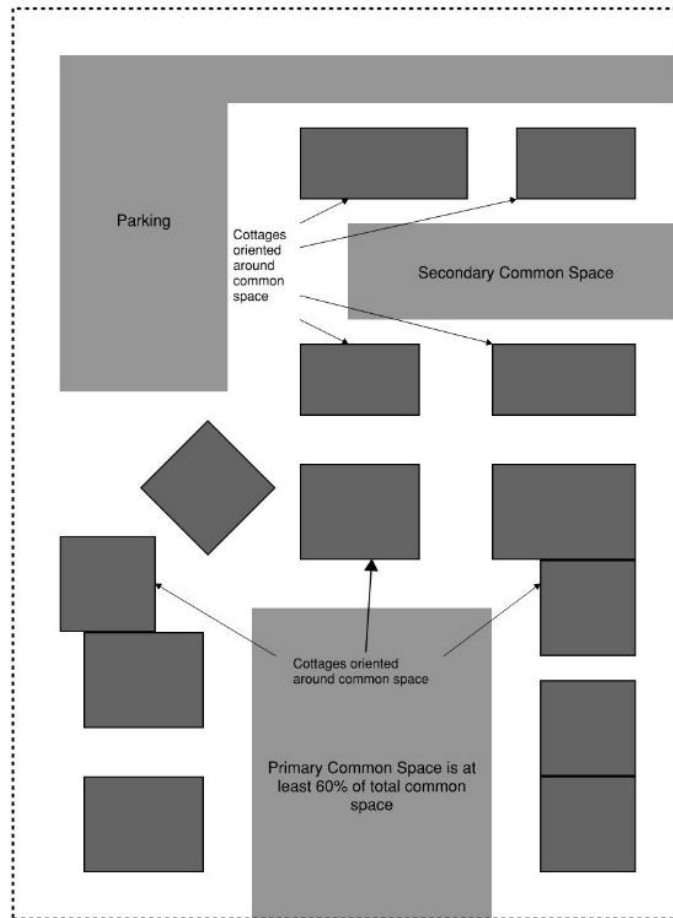 Parking
Cottages
oriented
around
common
space
Secondary Common Space
Cottages oriented
around common space
Primary Common Space is at
least 60% of total common
space